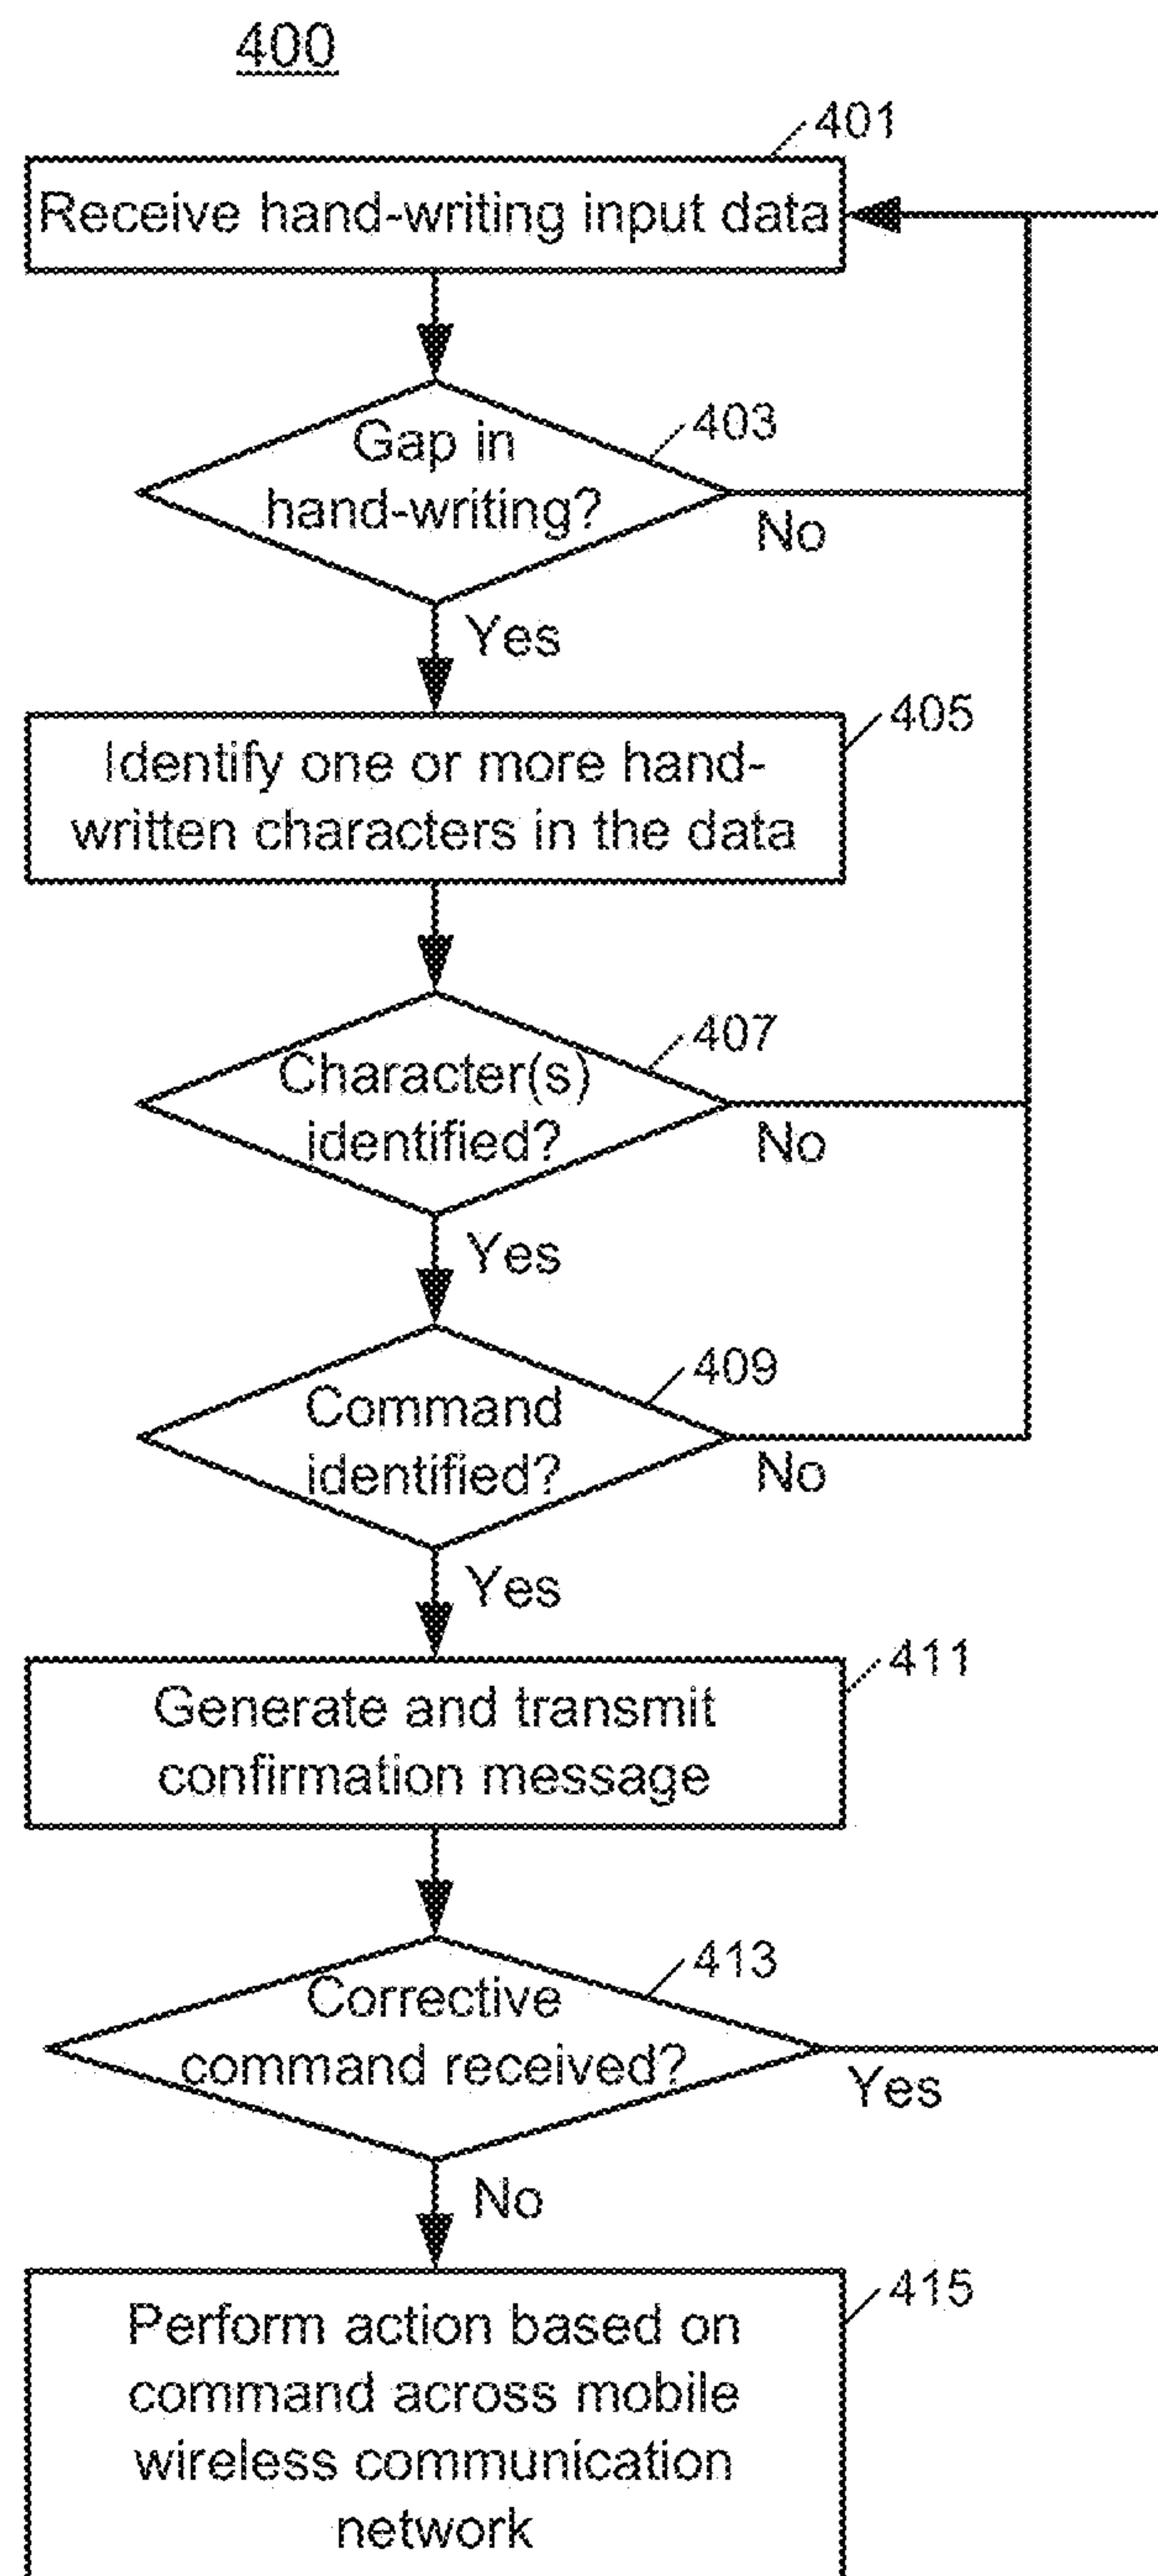 400
401
Receive hand-writing input data
403
Gap in
hand-writing?
No
Yes
405
Identify one or more hand-
written characters in the data
407
Character(s)
identified?
No
Yes
409
Command
identified?
No
Yes
411
Generate and transmit
confirmation message
413
Corrective
command received?
Yes
No
415
Perform action based on
command across mobile
wireless communication
network